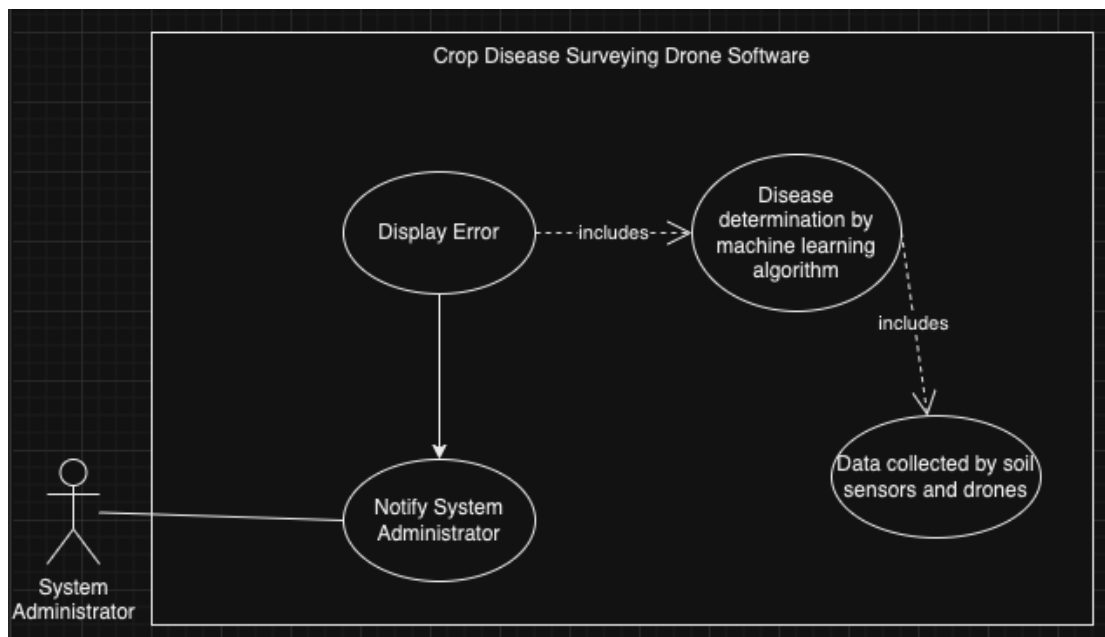 Crop Disease Surveying Drone Software
Display Error
includes
Disease
determination by
machine learning
algorithm
includes
Data collected by soil
sensors and drones
Notify System
Administrator
System
Administrator